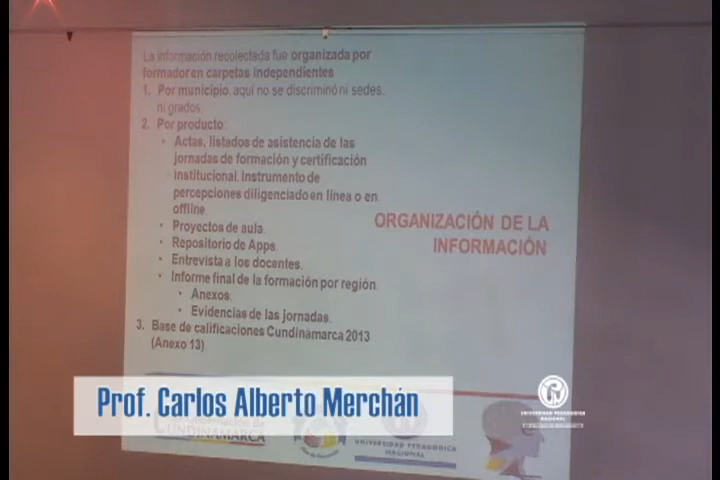 La información recolectada fue organizada por
formador en carpetas independientes
1. Por municipio, aquí no se discriminó ni sedes,
ni grados.
2. Por producto:
• Actas, listados de asistencia de las
jornadas de formación y certificación
institucional. Instrumento de
percepciones diligenciado en línea o en
offline.
• Proyectos de aula.
• Repositorio de Apps.
• Entrevista a los docentes.
• Informe final de la formación por región
• Anexos.
• Evidencias de las jornadas.
3. Base de calificaciones Cundinamarca 2013
(Anexo 13)
ORGANIZACIÓN DE LA
INFORMACIÓN
Prof. Carlos Alberto Merchán
CUNDINAMARCA
UNIVERSIDAD PEDAGÓGICA
NACIONAL
UNIVERSIDAD PEDAGOGICA
NACIONAL